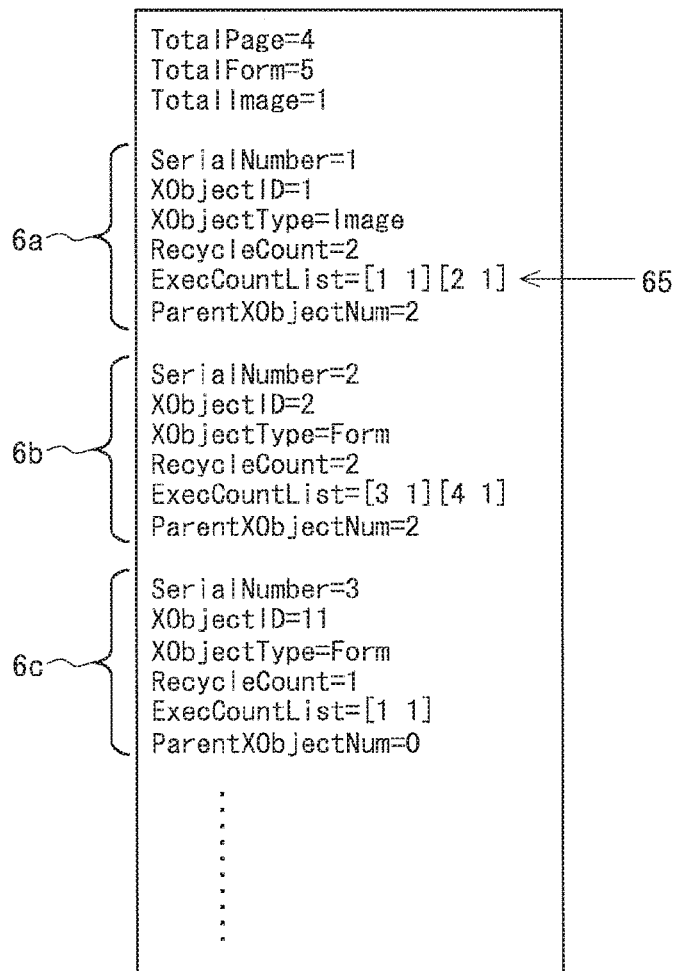 TotalPage=4
TotalForm=5
TotalImage=1
6a
SerialNumber=1
XObjectID=1
XObjectType=Image
RecycleCount=2
ExecCountList=[1 1][2 1]
65
ParentXObjectNum=2
6b
SerialNumber=2
XObjectID=2
XObjectType=Form
RecycleCount=2
ExecCountList=[3 1][4 1]
ParentXObjectNum=2
6c
SerialNumber=3
XObjectID=11
XObjectType=Form
RecycleCount=1
ExecCountList=[1 1]
ParentXObjectNum=0